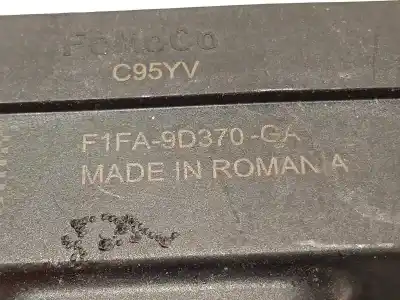 FoMoCo
C95YV
F1FA-9D370-GA
MADE IN ROMANIA